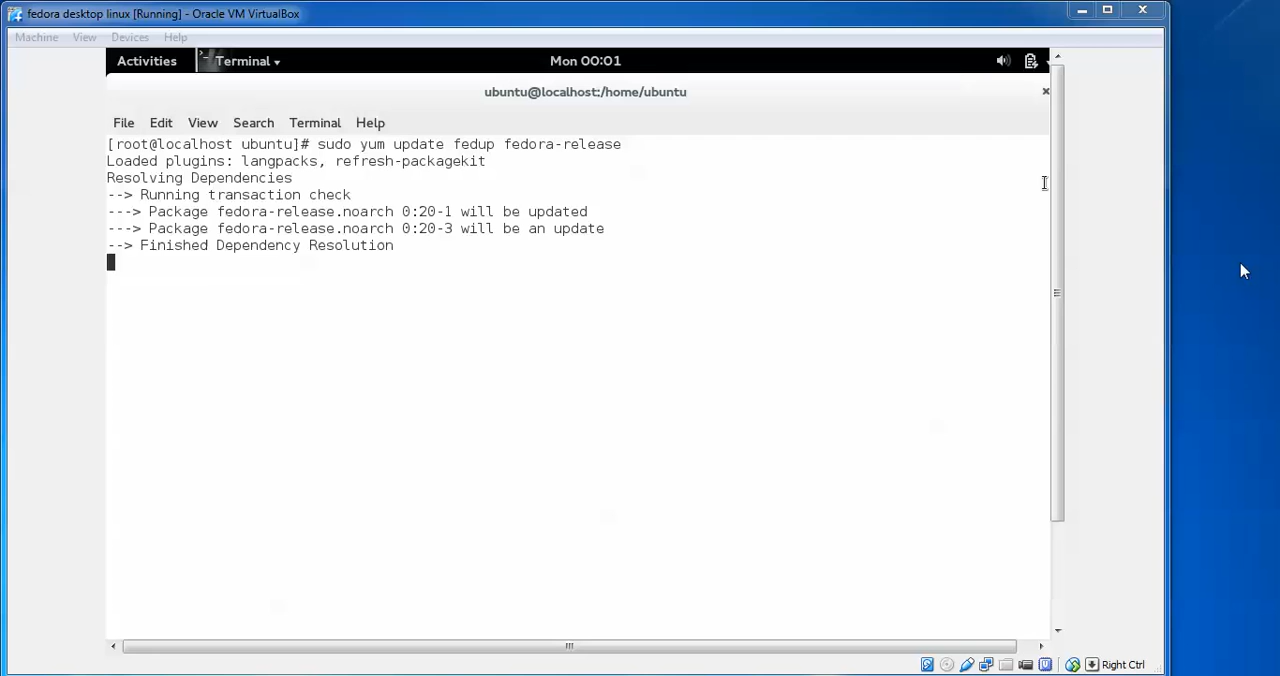 fedora desktop linux [Running] - Oracle VM VirtualBox
Machine View Devices Help
Activities Terminal Mon 00:01
ubuntu@localhost:/home/ubuntu
File Edit View Search Terminal Help
[root@localhost ubuntu]# sudo yum update fedup fedora-release
Loaded plugins: langpacks, refresh-packagekit
Resolving Dependencies
--> Running transaction check
---> Package fedora-release.noarch 0:20-1 will be updated
---> Package fedora-release.noarch 0:20-3 will be an update
--> Finished Dependency Resolution
Right Ctrl